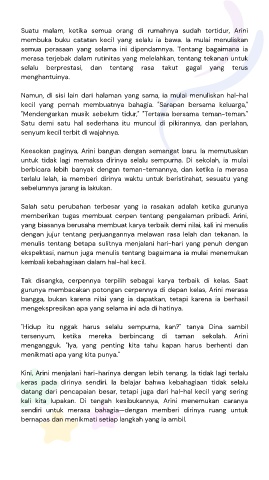 Suatu malam, ketika semua orang di rumahnya sudah tertidur, Arini
membuka buku catatan kecil yang selalu ia bawa. Ia mulai menuliskan
semua perasaan yang selama ini dipendamnya. Tentang bagaimana ia
merasa terjebak dalam rutinitas yang melelahkan, tentang tekanan untuk
selalu berprestasi, dan tentang rasa takut gagal yang terus
menghantuinya.
Namun, di sisi lain dari halaman yang sama, ia mulai menuliskan hal-hal
kecil yang pernah membuatnya bahagia. "Sarapan bersama keluarga,"
"Mendengarkan musik sebelum tidur," "Tertawa bersama teman-teman."
Satu demi satu hal sederhana itu muncul di pikirannya, dan perlahan,
senyum kecil terbit di wajahnya.
Keesokan paginya, Arini bangun dengan semangat baru. Ia memutuskan
untuk tidak lagi memaksa dirinya selalu sempurna. Di sekolah, ia mulai
berbicara lebih banyak dengan teman-temannya, dan ketika ia merasa
terlalu lelah, ia memberi dirinya waktu untuk beristirahat, sesuatu yang
sebelumnya jarang ia lakukan.
Salah satu perubahan terbesar yang ia rasakan adalah ketika gurunya
memberikan tugas membuat cerpen tentang pengalaman pribadi. Arini,
yang biasanya berusaha membuat karya terbaik demi nilai, kali ini menulis
dengan jujur tentang perjuangannya melawan rasa lelah dan tekanan. Ia
menulis tentang betapa sulitnya menjalani hari-hari yang penuh dengan
ekspektasi, namun juga menulis tentang bagaimana ia mulai menemukan
kembali kebahagiaan dalam hal-hal kecil.
Tak disangka, cerpennya terpilih sebagai karya terbaik di kelas. Saat
gurunya membacakan potongan cerpennya di depan kelas, Arini merasa
bangga, bukan karena nilai yang ia dapatkan, tetapi karena ia berhasil
mengekspresikan apa yang selama ini ada di hatinya.
"Hidup itu nggak harus selalu sempurna, kan?" tanya Dina sambil
tersenyum, ketika mereka berbincang di taman sekolah. Arini
mengangguk. "Iya, yang penting kita tahu kapan harus berhenti dan
menikmati apa yang kita punya."
Kini, Arini menjalani hari-harinya dengan lebih tenang. Ia tidak lagi terlalu
keras pada dirinya sendiri. Ia belajar bahwa kebahagiaan tidak selalu
datang dari pencapaian besar, tetapi juga dari hal-hal kecil yang sering
kali kita lupakan. Di tengah kesibukannya, Arini menemukan caranya
sendiri untuk merasa bahagia—dengan memberi dirinya ruang untuk
bernapas dan menikmati setiap langkah yang ia ambil.